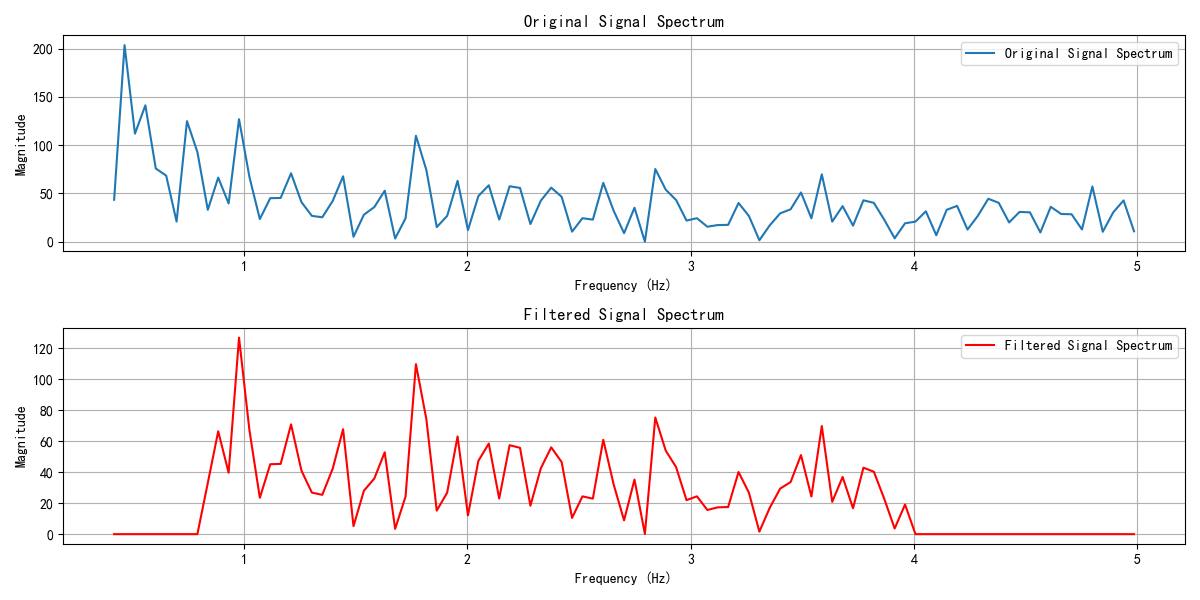 Original Signal Spectrum
200
150
100
50
0
Magnitude
Original Signal Spectrum
1 2 3 4 5
Frequency (Hz)
Filtered Signal Spectrum
120
100
80
60
40
20
0
Magnitude
Filtered Signal Spectrum
1 2 3 4 5
Frequency (Hz)